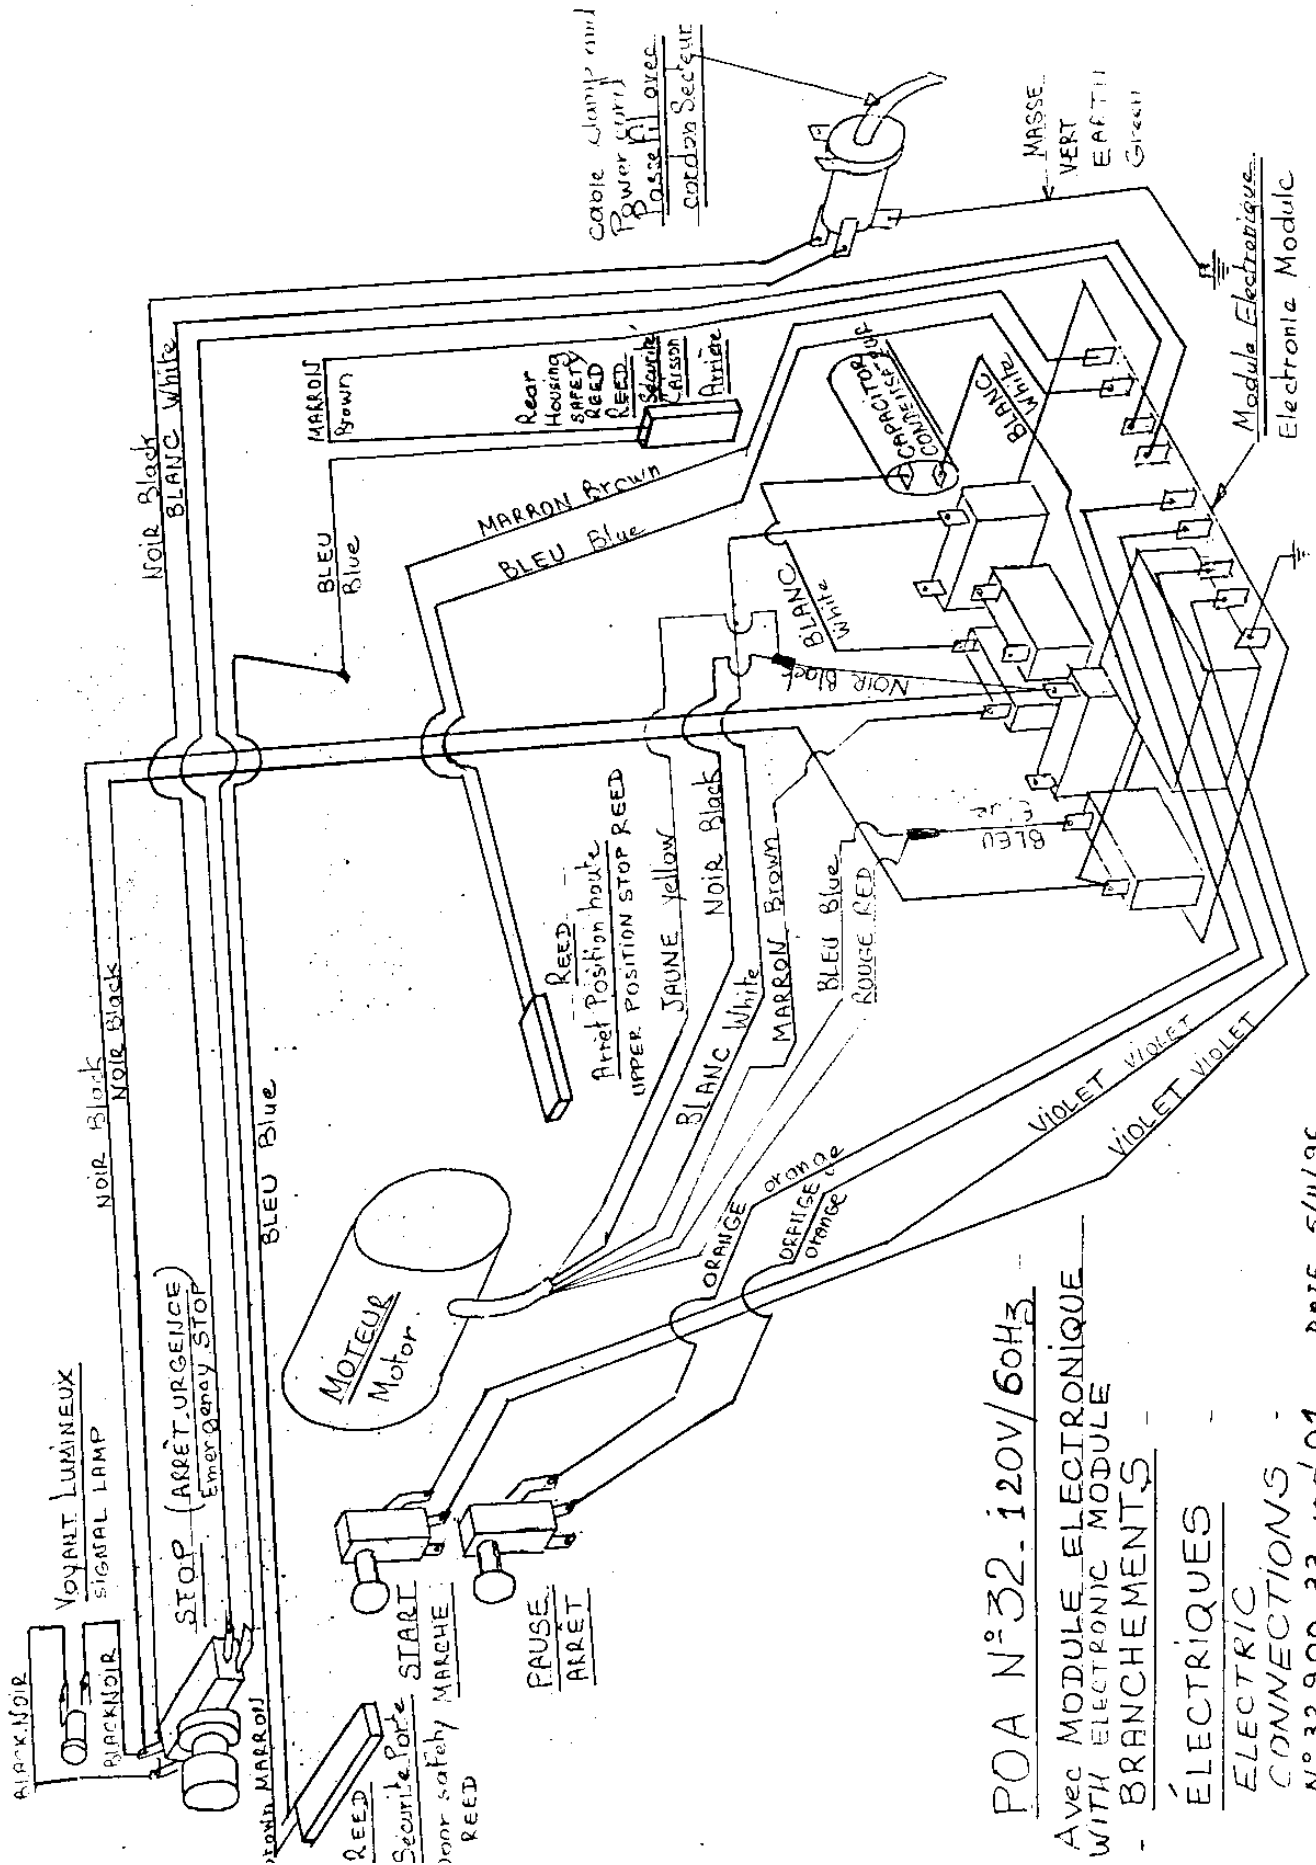 BLACK NOIR
BLACK NOIR
VOYANT LUMINEUX
SIGNAL LAMP
STOP (ARRÊT URGENCE)
Emergency STOP
NOIR Black
NOIR Black
NOIR Black
BLANC White
BLEU Blue
MARRON
REED
Sécurité Porte
Door safety
REED
START
MARCHE
PAUSE
ARRÊT
MOTEUR
Motor
MARRON
Brown
BLEU
Blue
Rear
HOUSING
SAFETY
REED
REED
Sécurité
Caisson
Arrière
MARRON Brown
BLEU Blue
REED
Arrêt Position haute
UPPER POSITION STOP REED
JAUNE yellow
NOIR Black
BLANC White
MARRON Brown
BLEU Blue
ROUGE RED
ORANGE orange
ORANGE
orange
VIOLET VIOLET
VIOLET VIOLET
BLANC
White
NOIR Black
BLEU
Blue
CAPACITOR
CONDENSATEUR
BLANC
White
cable clamp and
Power cord
Passe Fil avec
cordon Secteur
MASSE
VERT
EARTH
Green
Module Electronique
Electronic Module
POA N°32-120V/60Hz
Avec MODULE ELECTRONIQUE
WITH ELECTRONIC MODULE
- BRANCHEMENTS -
ÉLECTRIQUES -
ELECTRIC
CONNECTIONS -